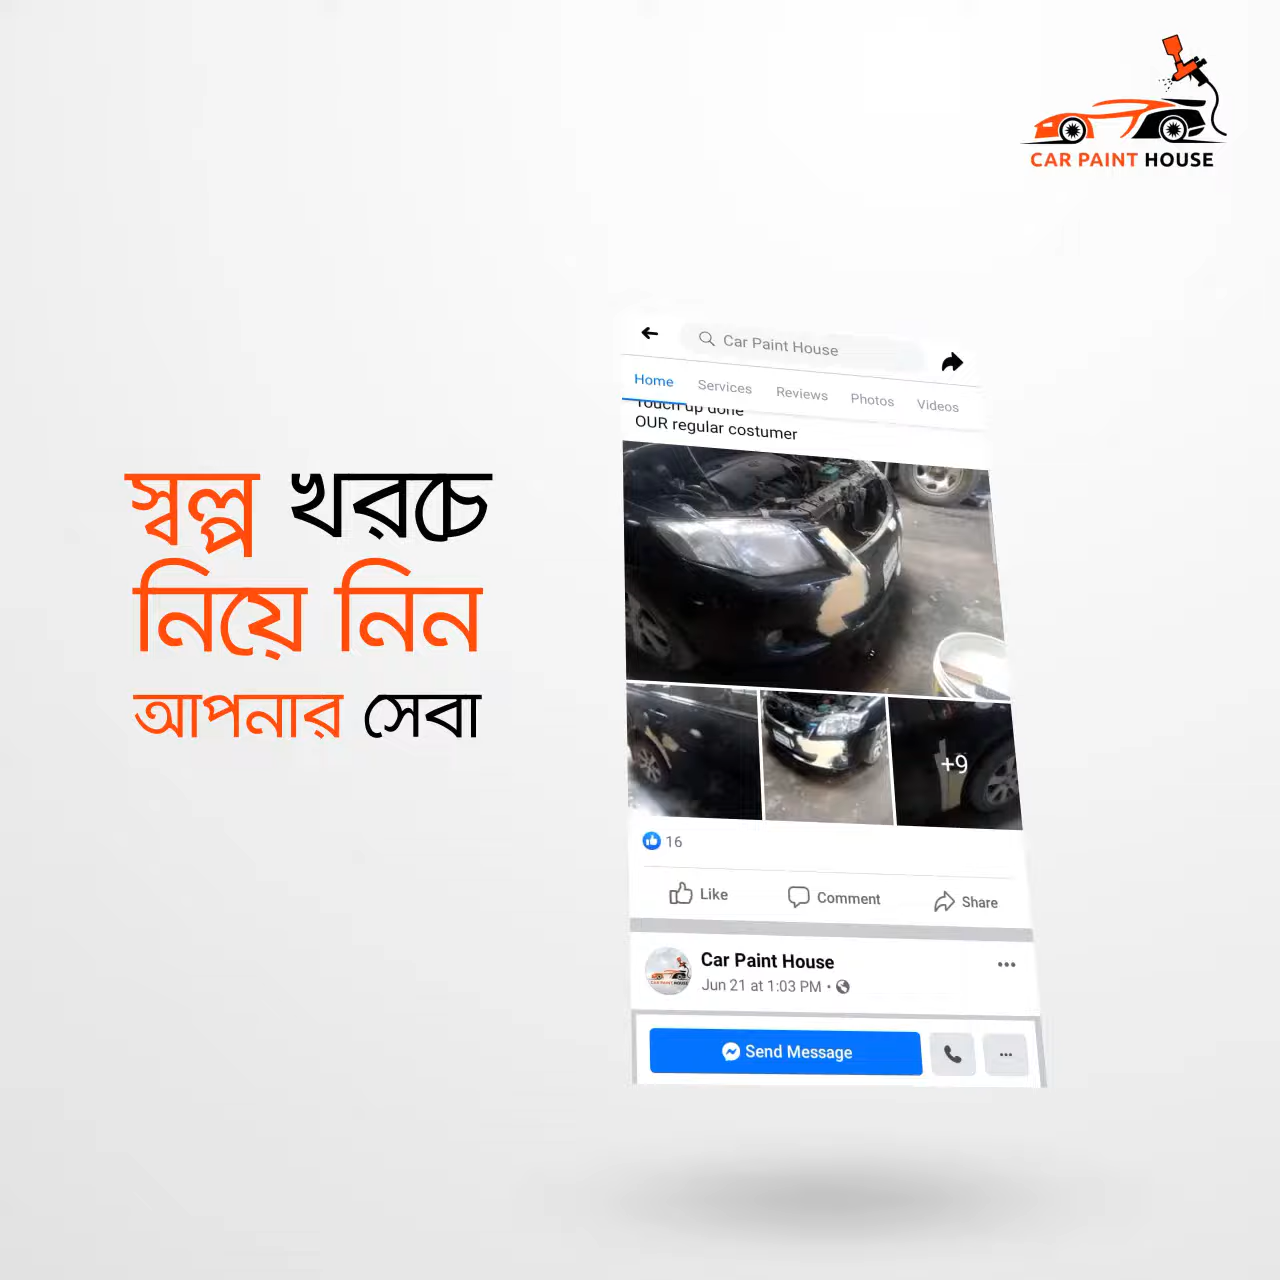 CAR PAINT HOUSE
স্বল্প খরচে
নিয়ে নিন
আপনার সেবা
Car Paint House
Home Services Reviews Photos Videos
Touch up done
OUR regular costumer
+9
16
Like Comment Share
Car Paint House
Jun 21 at 1:03 PM
Send Message